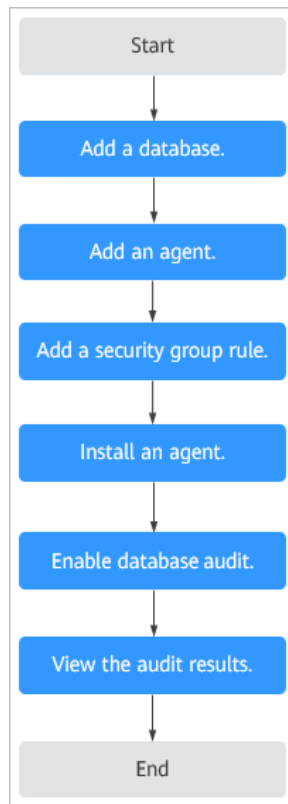 Start
Add a database.
Add an agent.
Add a security group rule.
Install an agent.
Enable database audit.
View the audit results.
End